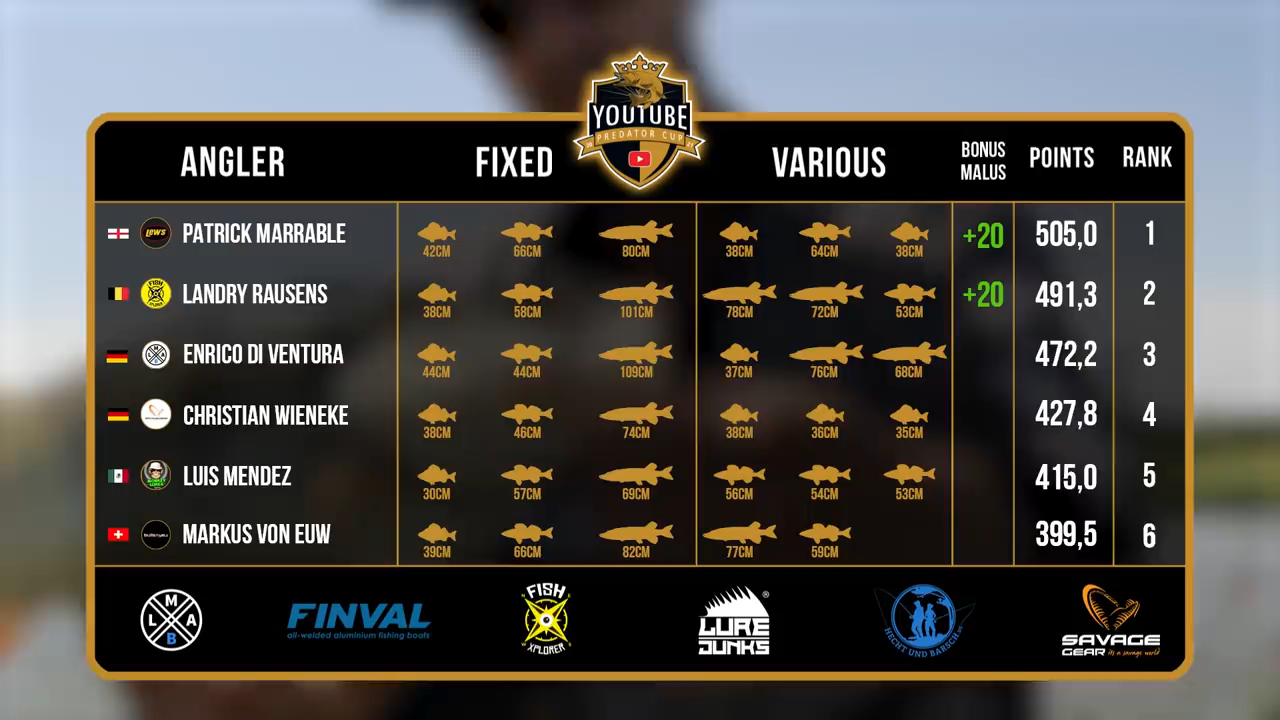 YOUTUBE
PREDATOR CUP
ANGLER FIXED VARIOUS BONUS MALUS POINTS RANK
LEW'S PATRICK MARRABLE 42CM 66CM 80CM 38CM 64CM 38CM +20 505,0 1
LANDRY RAUSENS 38CM 58CM 101CM 78CM 72CM 53CM +20 491,3 2
ENRICO DI VENTURA 44CM 44CM 109CM 37CM 76CM 68CM 472,2 3
CHRISTIAN WIENEKE 38CM 46CM 74CM 38CM 36CM 35CM 427,8 4
LUIS MENDEZ 30CM 57CM 69CM 56CM 54CM 53CM 415,0 5
MARKUS VON EUW 39CM 66CM 82CM 77CM 59CM 399,5 6
M
L A
B
FINVAL
all-welded aluminium fishing boats
FISH
XPLORER
LURE
JUNKS
®
HECHT UND BARSCH
SAVAGE
GEAR its a savage world